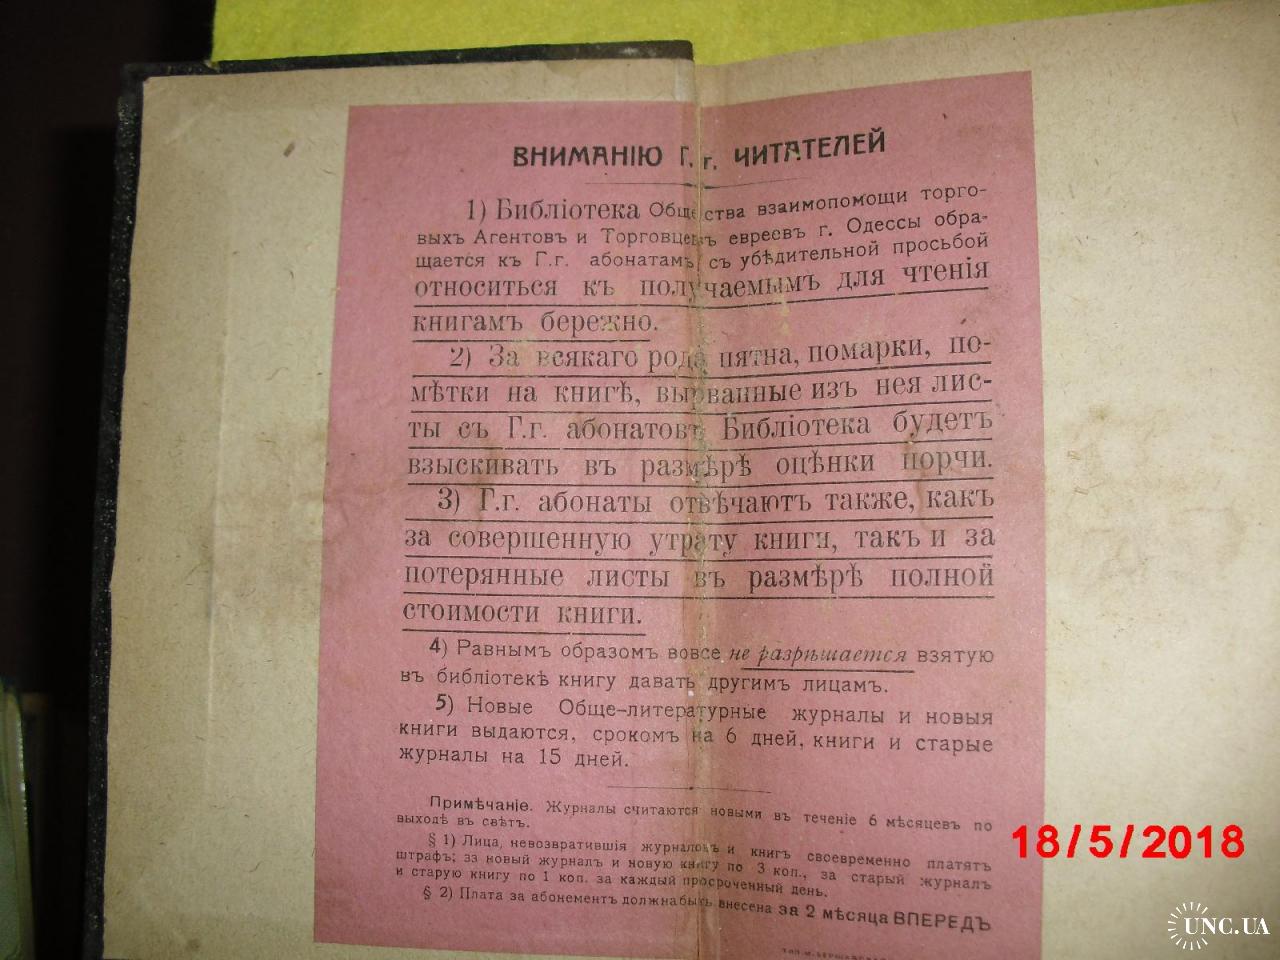 ВНИМАНІЮ Г. г. ЧИТАТЕЛЕЙ
1) Библіотека Общества взаимопомощи торго-
выхъ Агентовъ и Торговцевъ евреевъ г. Одессы обра-
щается къ Г.г. абонатамъ съ убѣдительной просьбой
относиться къ получаемымъ для чтенія
книгамъ бережно.
2) За всякаго рода пятна, помарки, по-
мѣтки на книгѣ, вырванные изъ нея лис-
ты съ Г.г. абонатовъ Библіотека будетъ
взыскивать въ размѣрѣ оцѣнки порчи.
3) Г.г. абонаты отвѣчаютъ также, какъ
за совершенную утрату книги, такъ и за
потерянные листы въ размѣрѣ полной
стоимости книги.
4) Равнымъ образомъ вовсе не разрѣшается взятую
въ библіотекѣ книгу давать другимъ лицамъ.
5) Новые Обще-литературные журналы и новыя
книги выдаются, срокомъ на 6 дней, книги и старые
журналы на 15 дней.
Примѣчаніе. Журналы считаются новыми въ теченіе 6 мѣсяцевъ по
выходѣ въ свѣтъ.
§ 1) Лица, невозвратившія журналовъ и книгъ своевременно платятъ
штрафъ; за новый журналъ и новую книгу по 3 коп., за старый журналъ
и старую книгу по 1 коп. за каждый просроченный день.
§ 2) Плата за абонементъ должна быть внесена за 2 мѣсяца ВПЕРЕДЪ
18/5/2018
UNC.UA